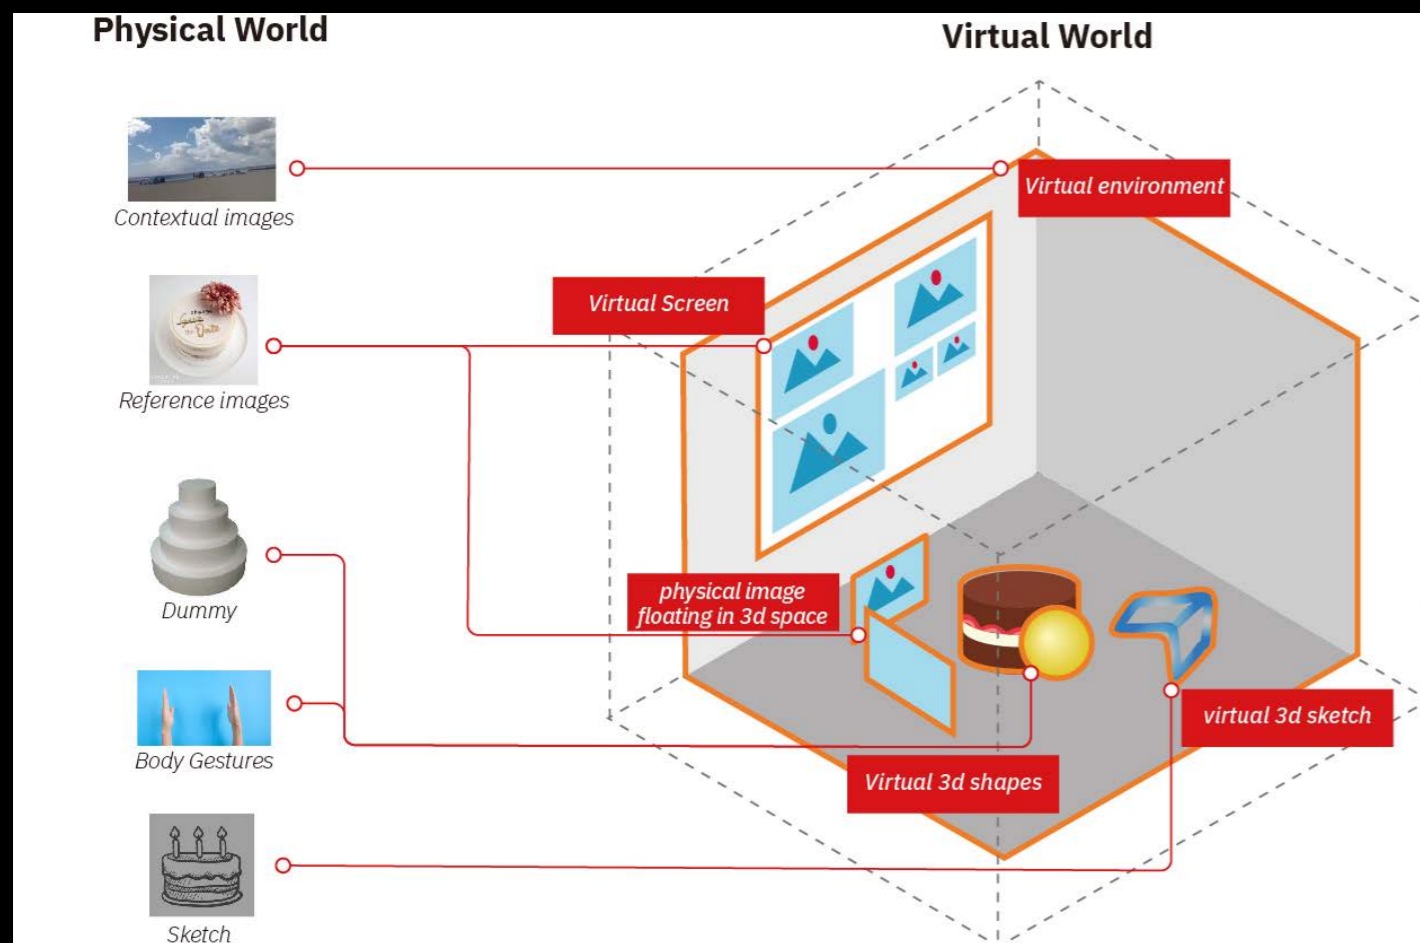 Physical World
Virtual World
Contextual images
Virtual environment
Virtual Screen
Reference images
physical image
floating in 3d space
Dummy
virtual 3d sketch
Body Gestures
Virtual 3d shapes
Sketch